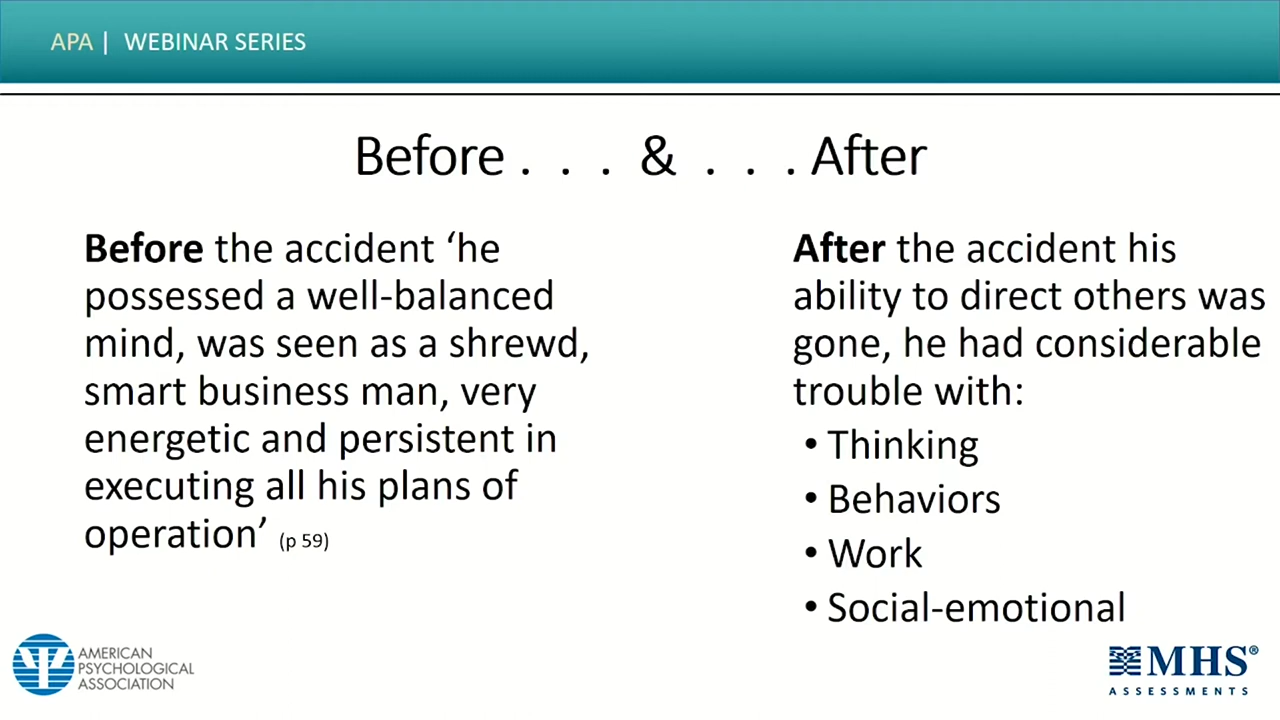 APA | WEBINAR SERIES
Before . . . & . . . After
Before the accident ‘he
possessed a well-balanced
mind, was seen as a shrewd,
smart business man, very
energetic and persistent in
executing all his plans of
operation’ (p 59)
After the accident his
ability to direct others was
gone, he had considerable
trouble with:
• Thinking
• Behaviors
• Work
• Social-emotional
AMERICAN
PSYCHOLOGICAL
ASSOCIATION
MHS®
ASSESSMENTS